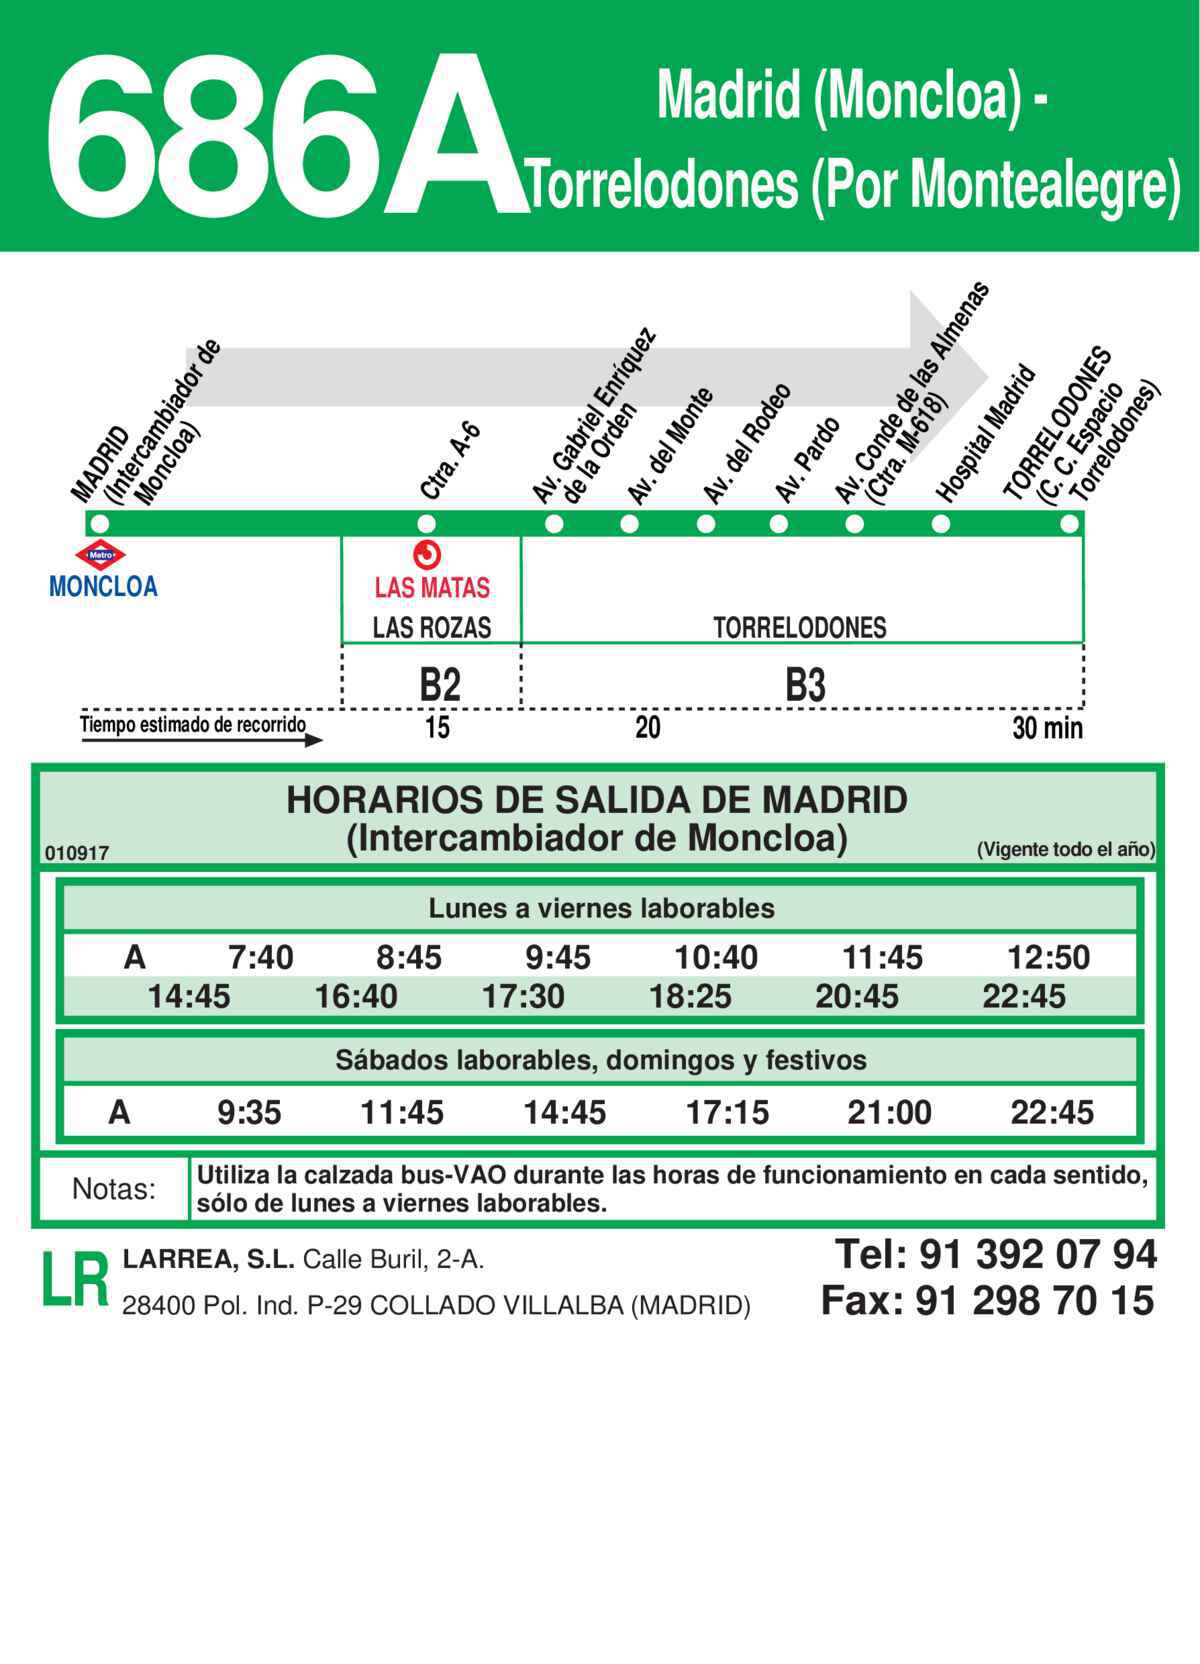 686A
Madrid (Moncloa) -
Torrelodones (Por Montealegre)
MADRID
(Intercambiador de
Moncloa)
Ctra. A-6
Av. Gabriel Enríquez
de la Orden
Av. del Monte
Av. del Rodeo
Av. Pardo
Av. Conde de las Almenas
(Ctra. M-618)
Hospital Madrid
TORRELODONES
(C. C. Espacio
Torrelodones)
Metro
MONCLOA
LAS MATAS
LAS ROZAS
TORRELODONES
B2
B3
Tiempo estimado de recorrido
15
20
30 min
HORARIOS DE SALIDA DE MADRID
(Intercambiador de Moncloa)
010917
(Vigente todo el año)
Lunes a viernes laborables
A 7:40 8:45 9:45 10:40 11:45 12:50
14:45 16:40 17:30 18:25 20:45 22:45
Sábados laborables, domingos y festivos
A 9:35 11:45 14:45 17:15 21:00 22:45
Notas:
Utiliza la calzada bus-VAO durante las horas de funcionamiento en cada sentido,
sólo de lunes a viernes laborables.
LR
LARREA, S.L. Calle Buril, 2-A.
28400 Pol. Ind. P-29 COLLADO VILLALBA (MADRID)
Tel: 91 392 07 94
Fax: 91 298 70 15